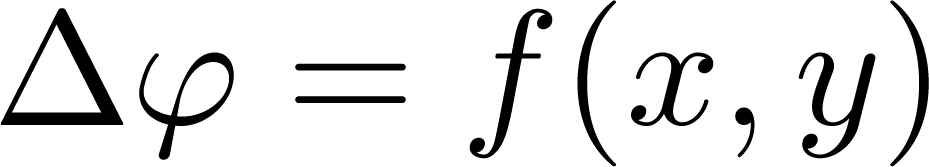 Δφ = f(x, y)